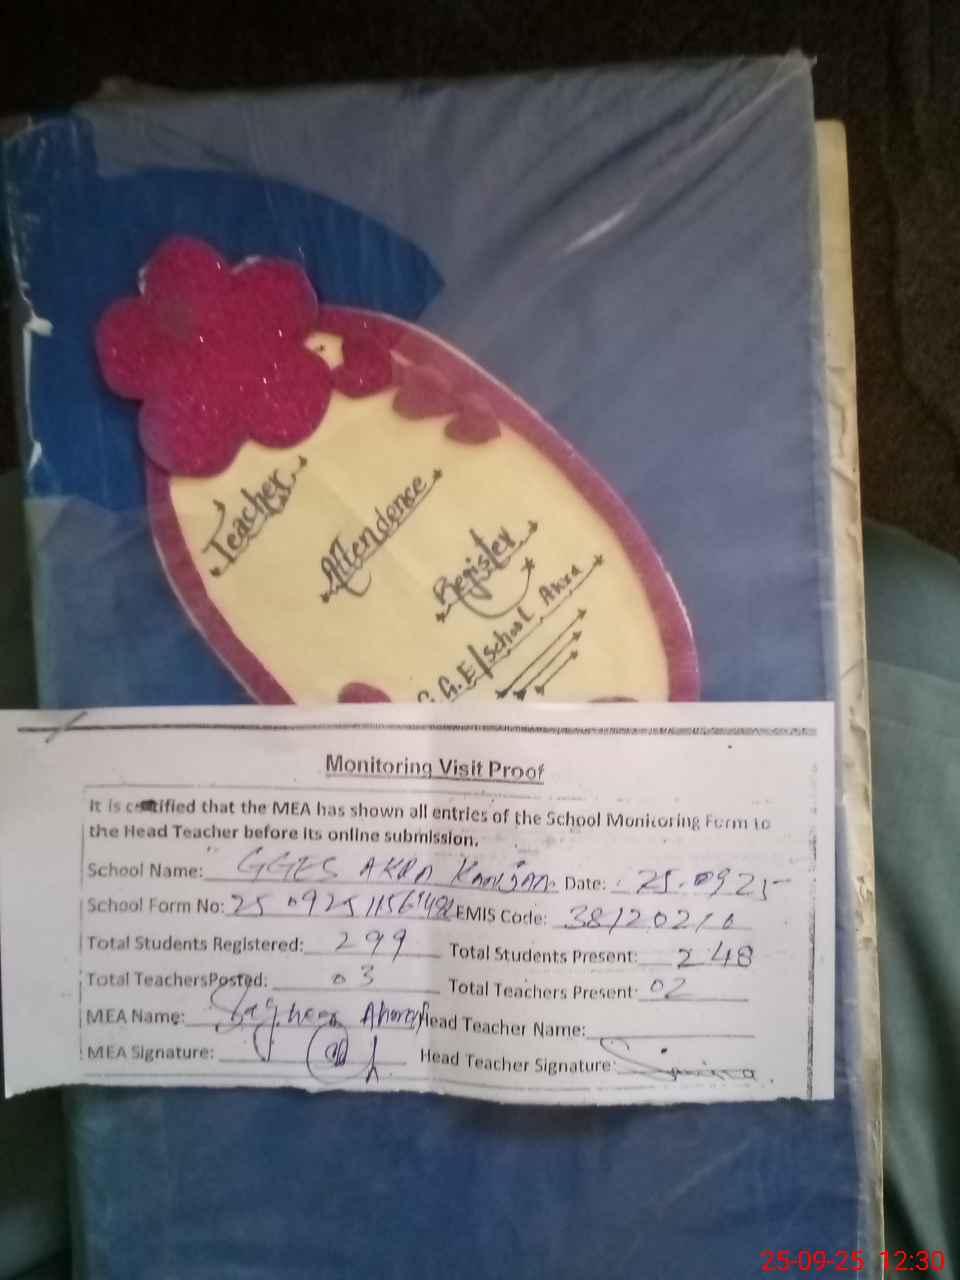 Teacher
Attendence
Register
G.G.E/School Akra
Monitoring Visit Proof
It is certified that the MEA has shown all entries of the School Monitoring Form to
the Head Teacher before its online submission.
School Name: GGES AKRA Date: 25.0925
School Form No: EMIS Code:
Total Students Registered: 299 Total Students Present: 248
Total TeachersPosted: 03 Total Teachers Present: 02
MEA Name: Head Teacher Name:
MEA Signature: Head Teacher Signature:
25-09-25 12:30